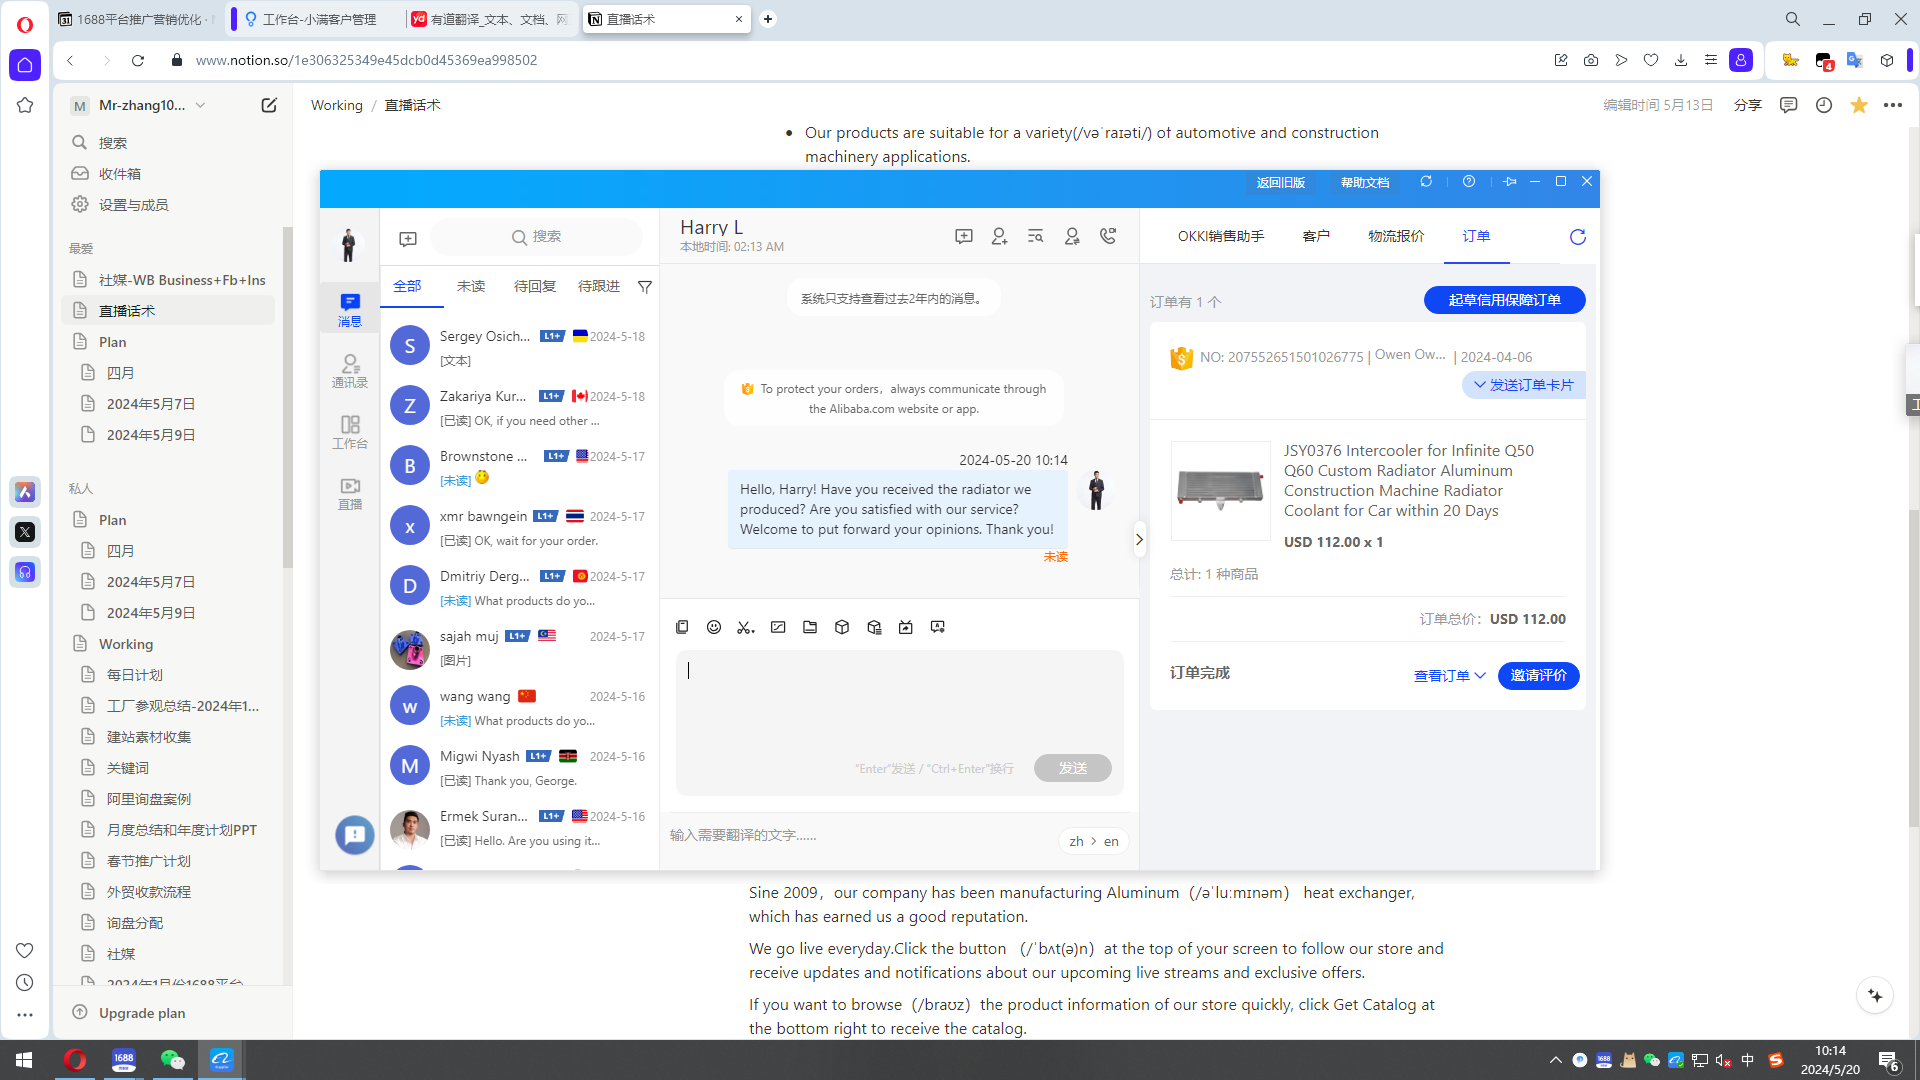 1688平台推广营销优化 ·
工作台-小满客户管理
有道翻译_文本、文档、网
直播话术
www.notion.so/1e306325349e45dcb0d45369ea998502
4
M
Mr-zhang10...
搜索
收件箱
设置与成员
最爱
社媒-WB Business+Fb+Ins
直播话术
Plan
四月
2024年5月7日
2024年5月9日
私人
Plan
四月
2024年5月7日
2024年5月9日
Working
每日计划
工厂参观总结-2024年1...
建站素材收集
关键词
阿里询盘案例
月度总结和年度计划PPT
春节推广计划
外贸收款流程
询盘分配
社媒
2024年1月份1688平台
Upgrade plan
Working / 直播话术
编辑时间 5月13日
分享
• Our products are suitable for a variety(/vəˈraɪəti/) of automotive and construction
machinery applications.
返回旧版
帮助文档
消息
通讯录
工作台
直播
搜索
全部
未读
待回复
待跟进
S
Sergey Osich... L1+ 2024-5-18
[文本]
Z
Zakariya Kur... L1+ 2024-5-18
[已读] OK, if you need other ...
B
Brownstone ... L1+ 2024-5-17
[未读]
x
xmr bawngein L1+ 2024-5-17
[已读] OK, wait for your order.
D
Dmitriy Derg... L1+ 2024-5-17
[未读] What products do yo...
sajah muj L1+ 2024-5-17
[图片]
w
wang wang 2024-5-16
[未读] What products do yo...
M
Migwi Nyash L1+ 2024-5-16
[已读] Thank you, George.
Ermek Suran... L1+ 2024-5-16
[已读] Hello. Are you using it...
Harry L
本地时间: 02:13 AM
系统只支持查看过去2年内的消息。
To protect your orders，always communicate through
the Alibaba.com website or app.
2024-05-20 10:14
Hello, Harry! Have you received the radiator we
produced? Are you satisfied with our service?
Welcome to put forward your opinions. Thank you!
未读
"Enter"发送 / "Ctrl+Enter"换行
发送
输入需要翻译的文字......
zh > en
OKKI销售助手
客户
物流报价
订单
订单有 1 个
起草信用保障订单
NO: 207552651501026775 | Owen Ow... | 2024-04-06
发送订单卡片
JSY0376 Intercooler for Infinite Q50
Q60 Custom Radiator Aluminum
Construction Machine Radiator
Coolant for Car within 20 Days
USD 112.00 x 1
总计: 1 种商品
订单总价： USD 112.00
订单完成
查看订单
邀请评价
Sine 2009，our company has been manufacturing Aluminum（/əˈluːmɪnəm） heat exchanger,
which has earned us a good reputation.
We go live everyday.Click the button （/ˈbʌt(ə)n）at the top of your screen to follow our store and
receive updates and notifications about our upcoming live streams and exclusive offers.
If you want to browse（/braʊz）the product information of our store quickly, click Get Catalog at
the bottom right to receive the catalog.
1688
1688
中
10:14
2024/5/20
6